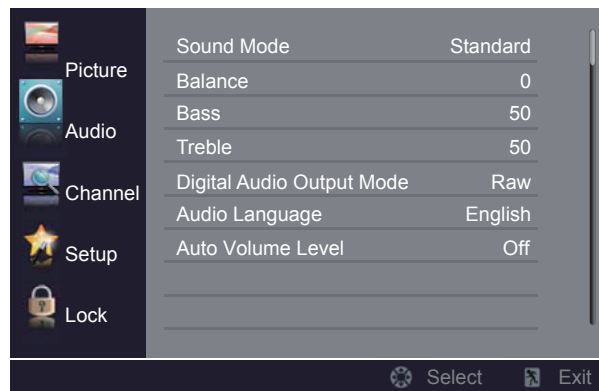 Picture
Audio
Channel
Setup
Lock
Sound Mode Standard
Balance 0
Bass 50
Treble 50
Digital Audio Output Mode Raw
Audio Language English
Auto Volume Level Off
Select Exit